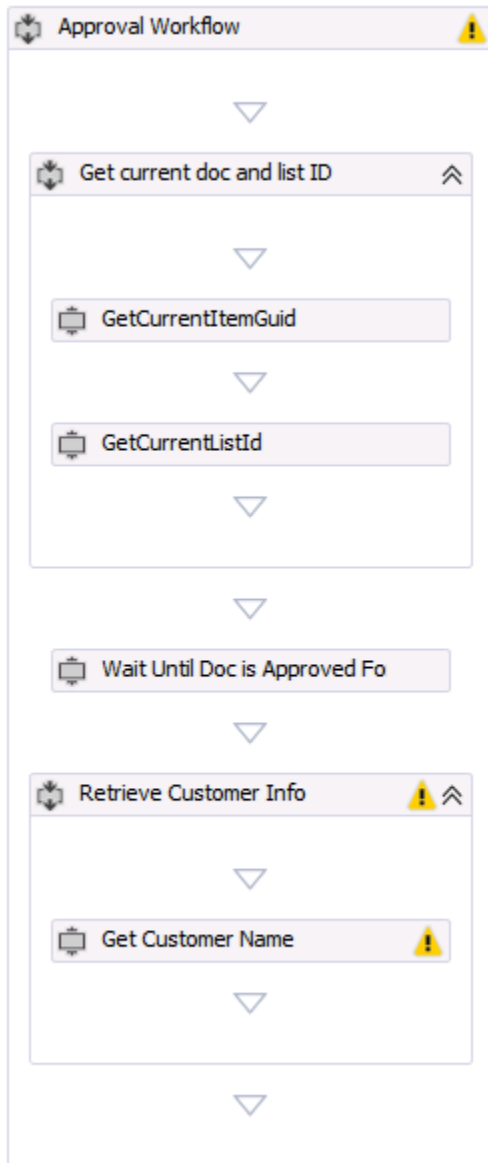 Approval Workflow
Get current doc and list ID
GetCurrentItemGuid
GetCurrentListId
Wait Until Doc is Approved Fo
Retrieve Customer Info
Get Customer Name